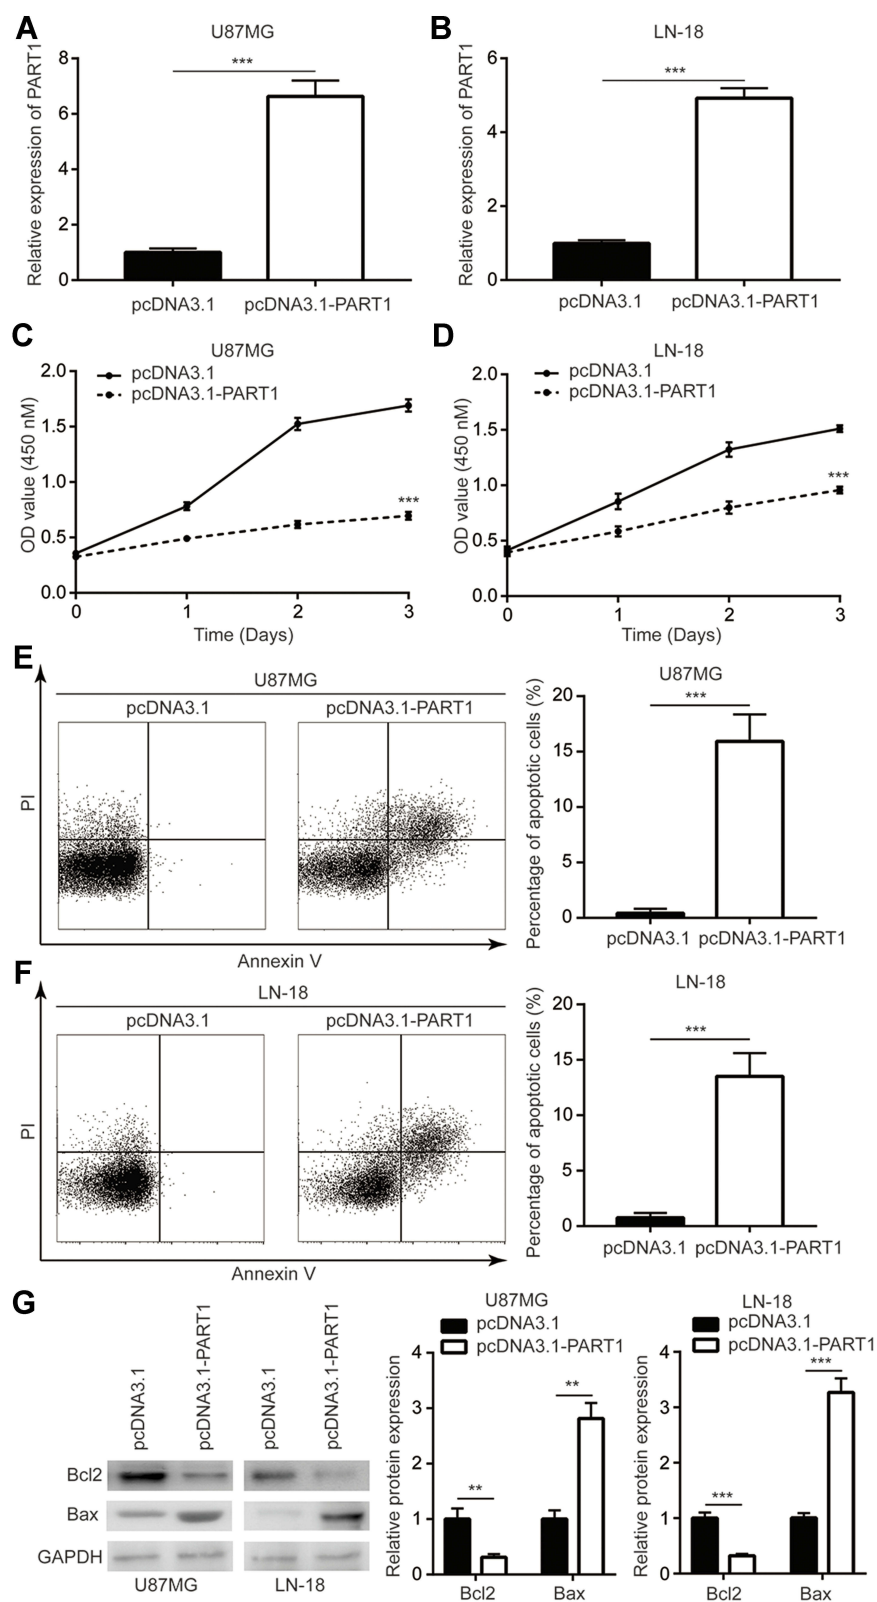 A
U87MG
Relative expression of PART1
8
6
4
2
0
***
pcDNA3.1
pcDNA3.1-PART1
B
LN-18
Relative expression of PART1
6
4
2
0
***
pcDNA3.1
pcDNA3.1-PART1
C
U87MG
pcDNA3.1
pcDNA3.1-PART1
OD value (450 nM)
2.0
1.5
1.0
0.5
0.0
***
0 1 2 3
Time (Days)
D
LN-18
pcDNA3.1
pcDNA3.1-PART1
OD value (450 nM)
2.0
1.5
1.0
0.5
0.0
***
0 1 2 3
Time (Days)
E
U87MG
pcDNA3.1
pcDNA3.1-PART1
PI
Annexin V
U87MG
Percentage of apoptotic cells (%)
20
15
10
5
0
***
pcDNA3.1
pcDNA3.1-PART1
F
LN-18
pcDNA3.1
pcDNA3.1-PART1
PI
Annexin V
LN-18
Percentage of apoptotic cells (%)
20
15
10
5
0
***
pcDNA3.1
pcDNA3.1-PART1
G
pcDNA3.1
pcDNA3.1-PART1
pcDNA3.1
pcDNA3.1-PART1
Bcl2
Bax
GAPDH
U87MG
LN-18
U87MG
pcDNA3.1
pcDNA3.1-PART1
Relative protein expression
4
3
2
1
0
**
**
Bcl2
Bax
LN-18
pcDNA3.1
pcDNA3.1-PART1
Relative protein expression
4
3
2
1
0
***
***
Bcl2
Bax